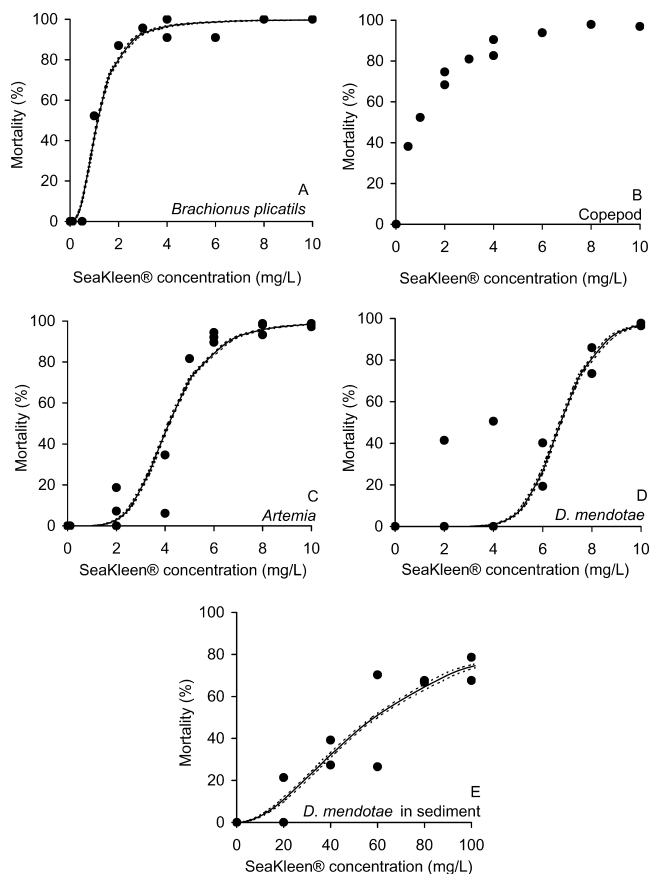 100
80
60
40
20
0
Mortality (%)
A
Brachionus plicatils
0 2 4 6 8 10
SeaKleen® concentration (mg/L)
100
80
60
40
20
0
Mortality (%)
B
Copepod
0 2 4 6 8 10
SeaKleen® concentration (mg/L)
100
80
60
40
20
0
Mortality (%)
C
Artemia
0 2 4 6 8 10
SeaKleen® concentration (mg/L)
100
80
60
40
20
0
Mortality (%)
D
D. mendotae
0 2 4 6 8 10
SeaKleen® concentration (mg/L)
100
80
60
40
20
0
Mortality (%)
E
D. mendotae in sediment
0 20 40 60 80 100
SeaKleen® concentration (mg/L)